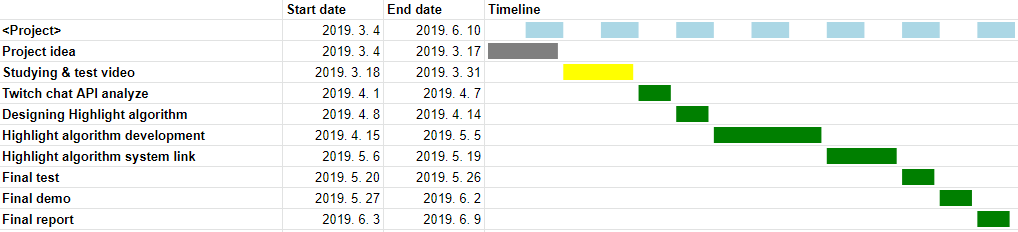 Start date End date Timeline
<Project> 2019. 3. 4 2019. 6. 10
Project idea 2019. 3. 4 2019. 3. 17
Studying & test video 2019. 3. 18 2019. 3. 31
Twitch chat API analyze 2019. 4. 1 2019. 4. 7
Designing Highlight algorithm 2019. 4. 8 2019. 4. 14
Highlight algorithm development 2019. 4. 15 2019. 5. 5
Highlight algorithm system link 2019. 5. 6 2019. 5. 19
Final test 2019. 5. 20 2019. 5. 26
Final demo 2019. 5. 27 2019. 6. 2
Final report 2019. 6. 3 2019. 6. 9